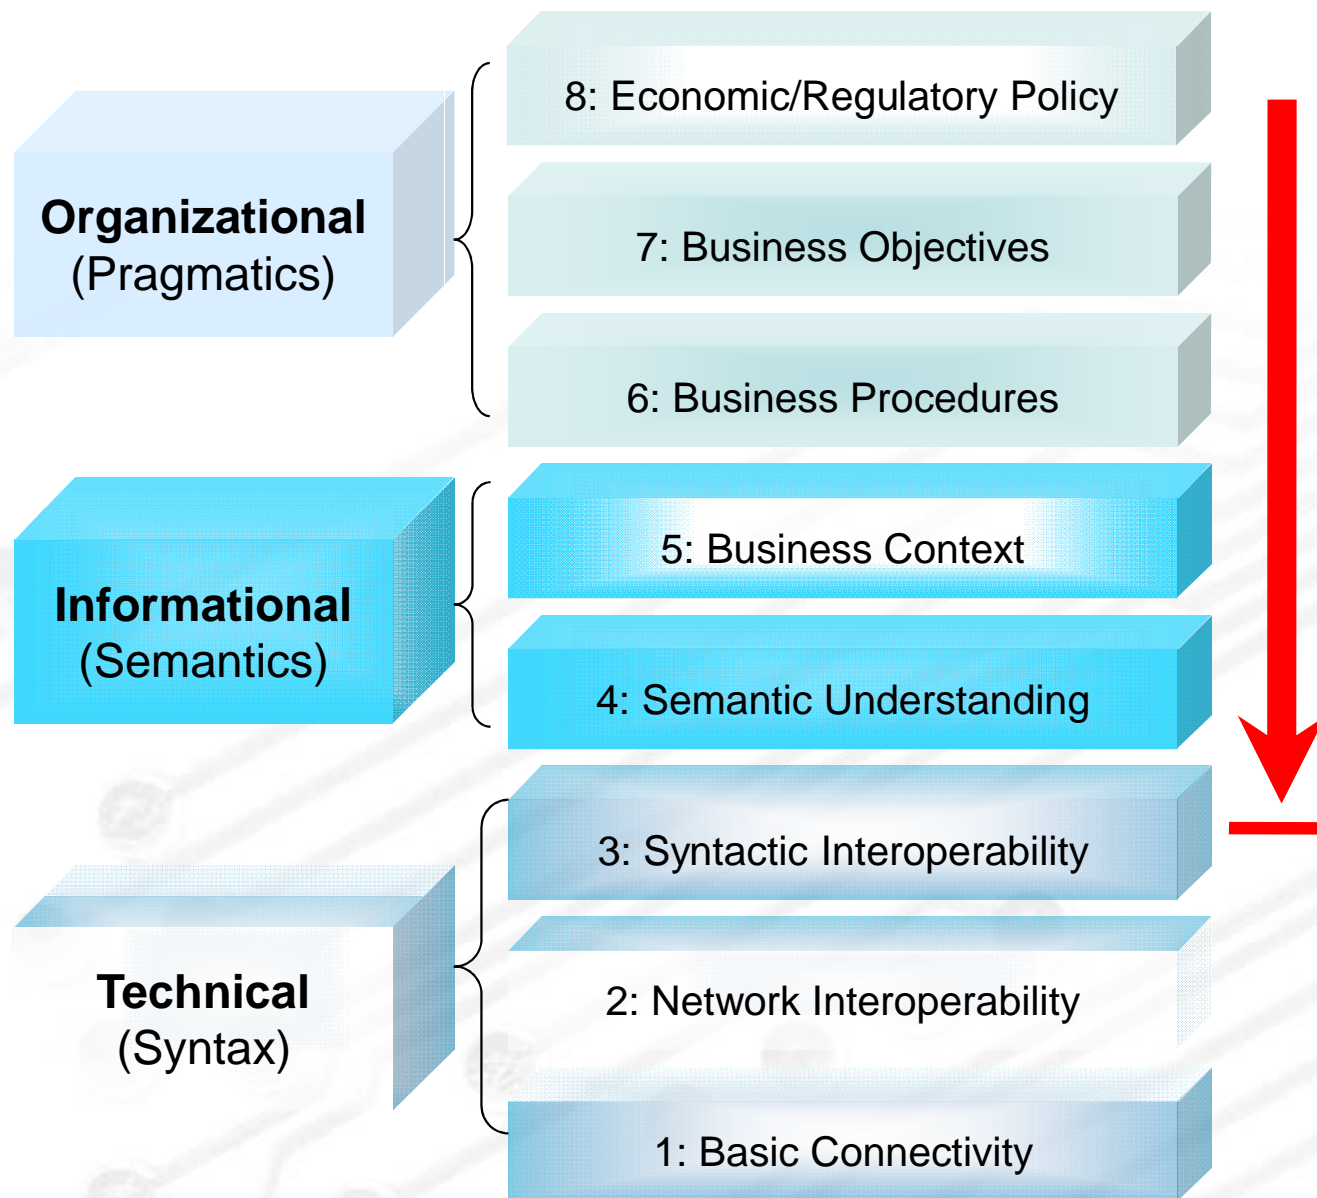 8: Economic/Regulatory Policy
Organizational
(Pragmatics)
7: Business Objectives
6: Business Procedures
5: Business Context
Informational
(Semantics)
4: Semantic Understanding
3: Syntactic Interoperability
Technical
(Syntax)
2: Network Interoperability
1: Basic Connectivity